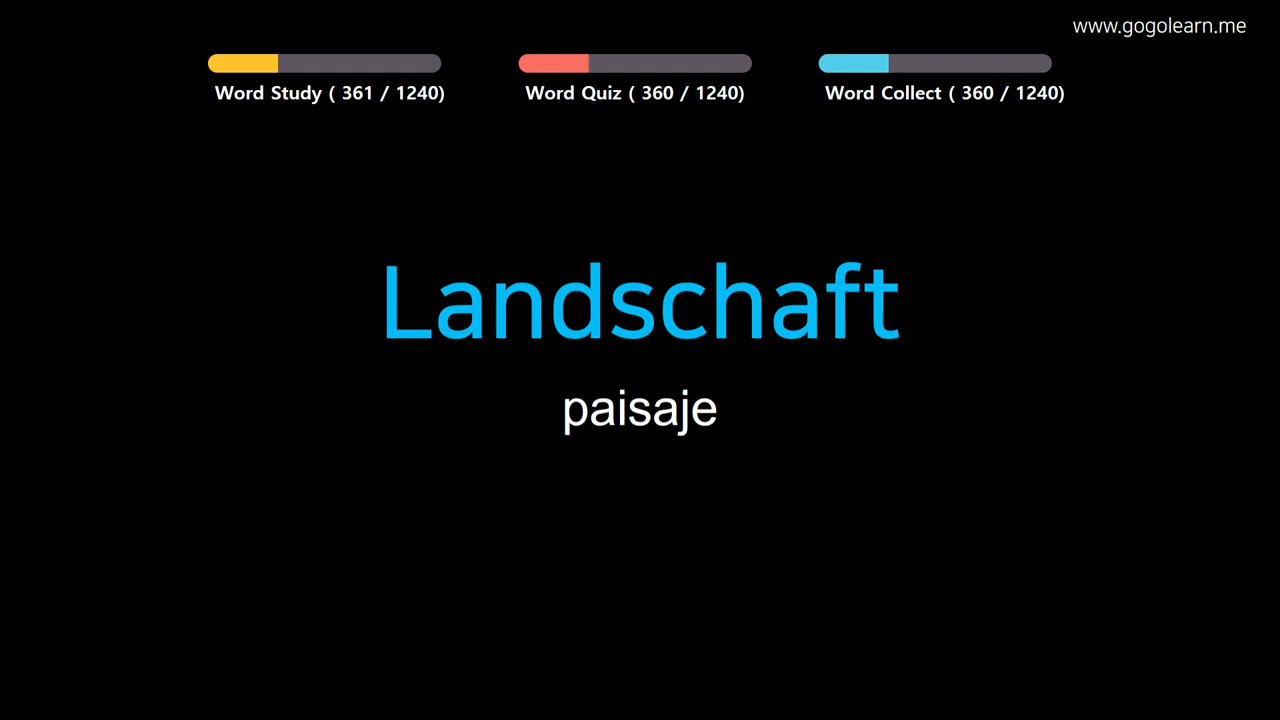 www.gogolearn.me
Word Study ( 361 / 1240)
Word Quiz ( 360 / 1240)
Word Collect ( 360 / 1240)
Landschaft
paisaje